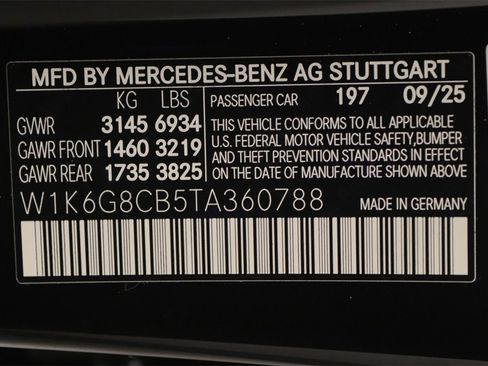 MFD BY MERCEDES-BENZ AG STUTTGART
KG LBS
PASSENGER CAR 197 09/25
GVWR 3145 6934
GAWR FRONT 1460 3219
GAWR REAR 1735 3825
THIS VEHICLE CONFORMS TO ALL APPLICABLE
U.S. FEDERAL MOTOR VEHICLE SAFETY,BUMPER
AND THEFT PREVENTION STANDARDS IN EFFECT
ON THE DATE OF MANUFACTURE SHOWN ABOVE.
W1K6G8CB5TA360788
MADE IN GERMANY